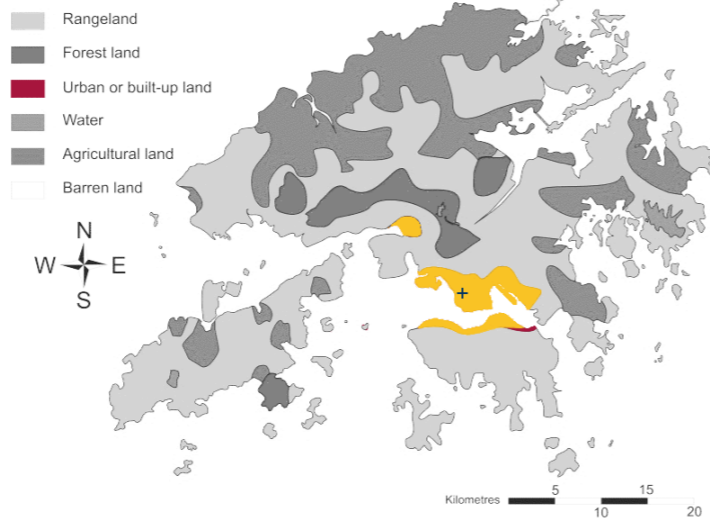 Rangeland
Forest land
Urban or built-up land
Water
Agricultural land
Barren land
N
W E
S
5 15
Kilometres
10 20